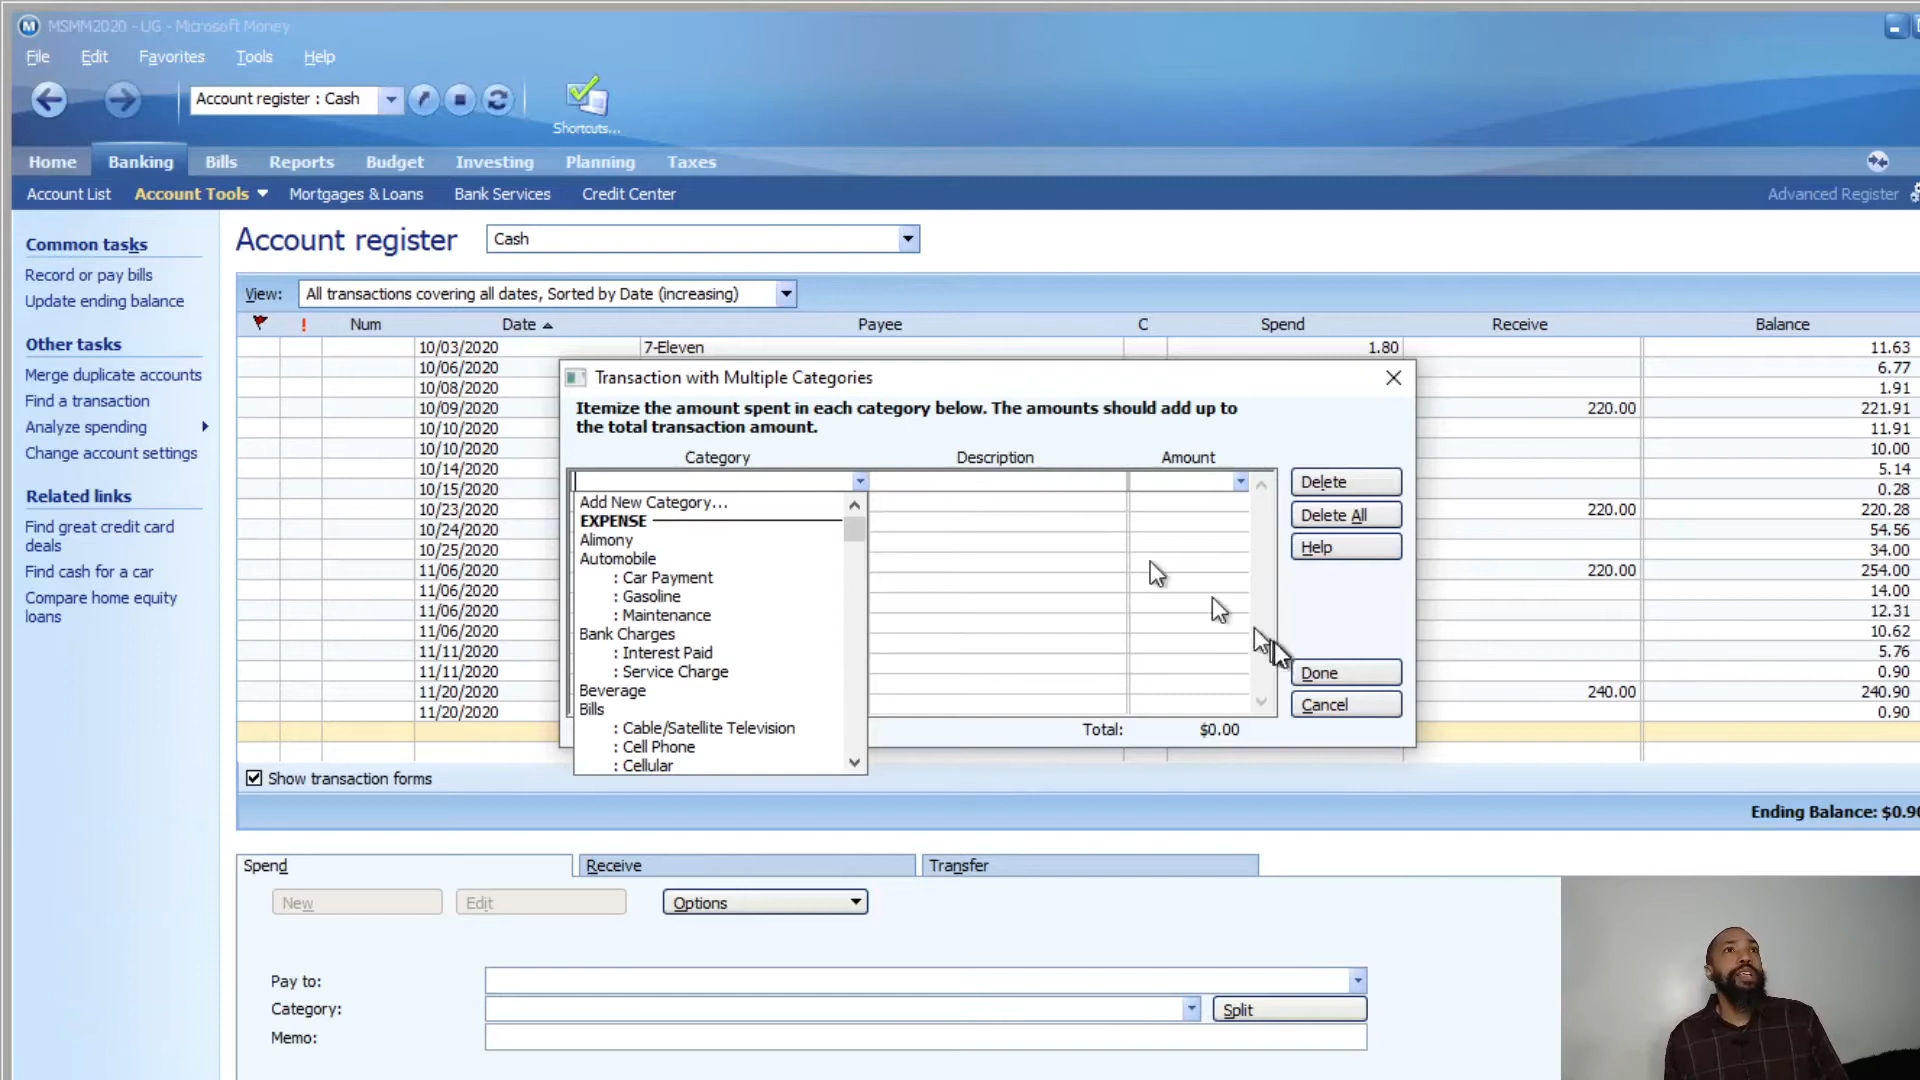 MSMM2020 - UG - Microsoft Money
File Edit Favorites Tools Help
Account register : Cash
Shortcuts...
Home Banking Bills Reports Budget Investing Planning Taxes
Account List Account Tools Mortgages & Loans Bank Services Credit Center Advanced Register
Common tasks
Record or pay bills
Update ending balance
Other tasks
Merge duplicate accounts
Find a transaction
Analyze spending
Change account settings
Related links
Find great credit card
deals
Find cash for a car
Compare home equity
loans
Account register Cash
View: All transactions covering all dates, Sorted by Date (increasing)
! Num Date Payee C Spend Receive Balance
10/03/2020 7-Eleven 1.80 11.63
10/06/2020 6.77
10/08/2020 1.91
10/09/2020 220.00 221.91
10/10/2020 11.91
10/10/2020 10.00
10/14/2020 5.14
10/15/2020 0.28
10/23/2020 220.00 220.28
10/24/2020 54.56
10/25/2020 34.00
11/06/2020 220.00 254.00
11/06/2020 14.00
11/06/2020 12.31
11/06/2020 10.62
11/11/2020 5.76
11/11/2020 0.90
11/20/2020 240.00 240.90
11/20/2020 0.90
Transaction with Multiple Categories
Itemize the amount spent in each category below. The amounts should add up to
the total transaction amount.
Category Description Amount
Add New Category...
EXPENSE
Alimony
Automobile
: Car Payment
: Gasoline
: Maintenance
Bank Charges
: Interest Paid
: Service Charge
Beverage
Bills
: Cable/Satellite Television
: Cell Phone
: Cellular
Delete
Delete All
Help
Done
Cancel
Total: $0.00
Show transaction forms
Ending Balance: $0.90
Spend Receive Transfer
New Edit Options
Pay to:
Category: Split
Memo: